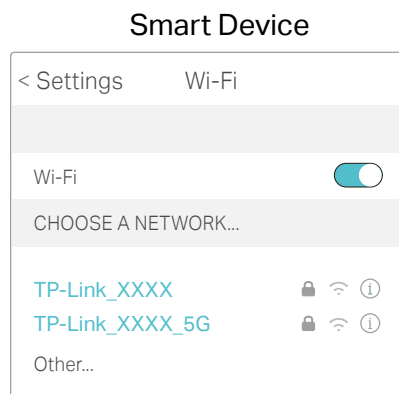 Smart Device
< Settings Wi-Fi
Wi-Fi
CHOOSE A NETWORK...
TP-Link_XXXX
TP-Link_XXXX_5G
Other...